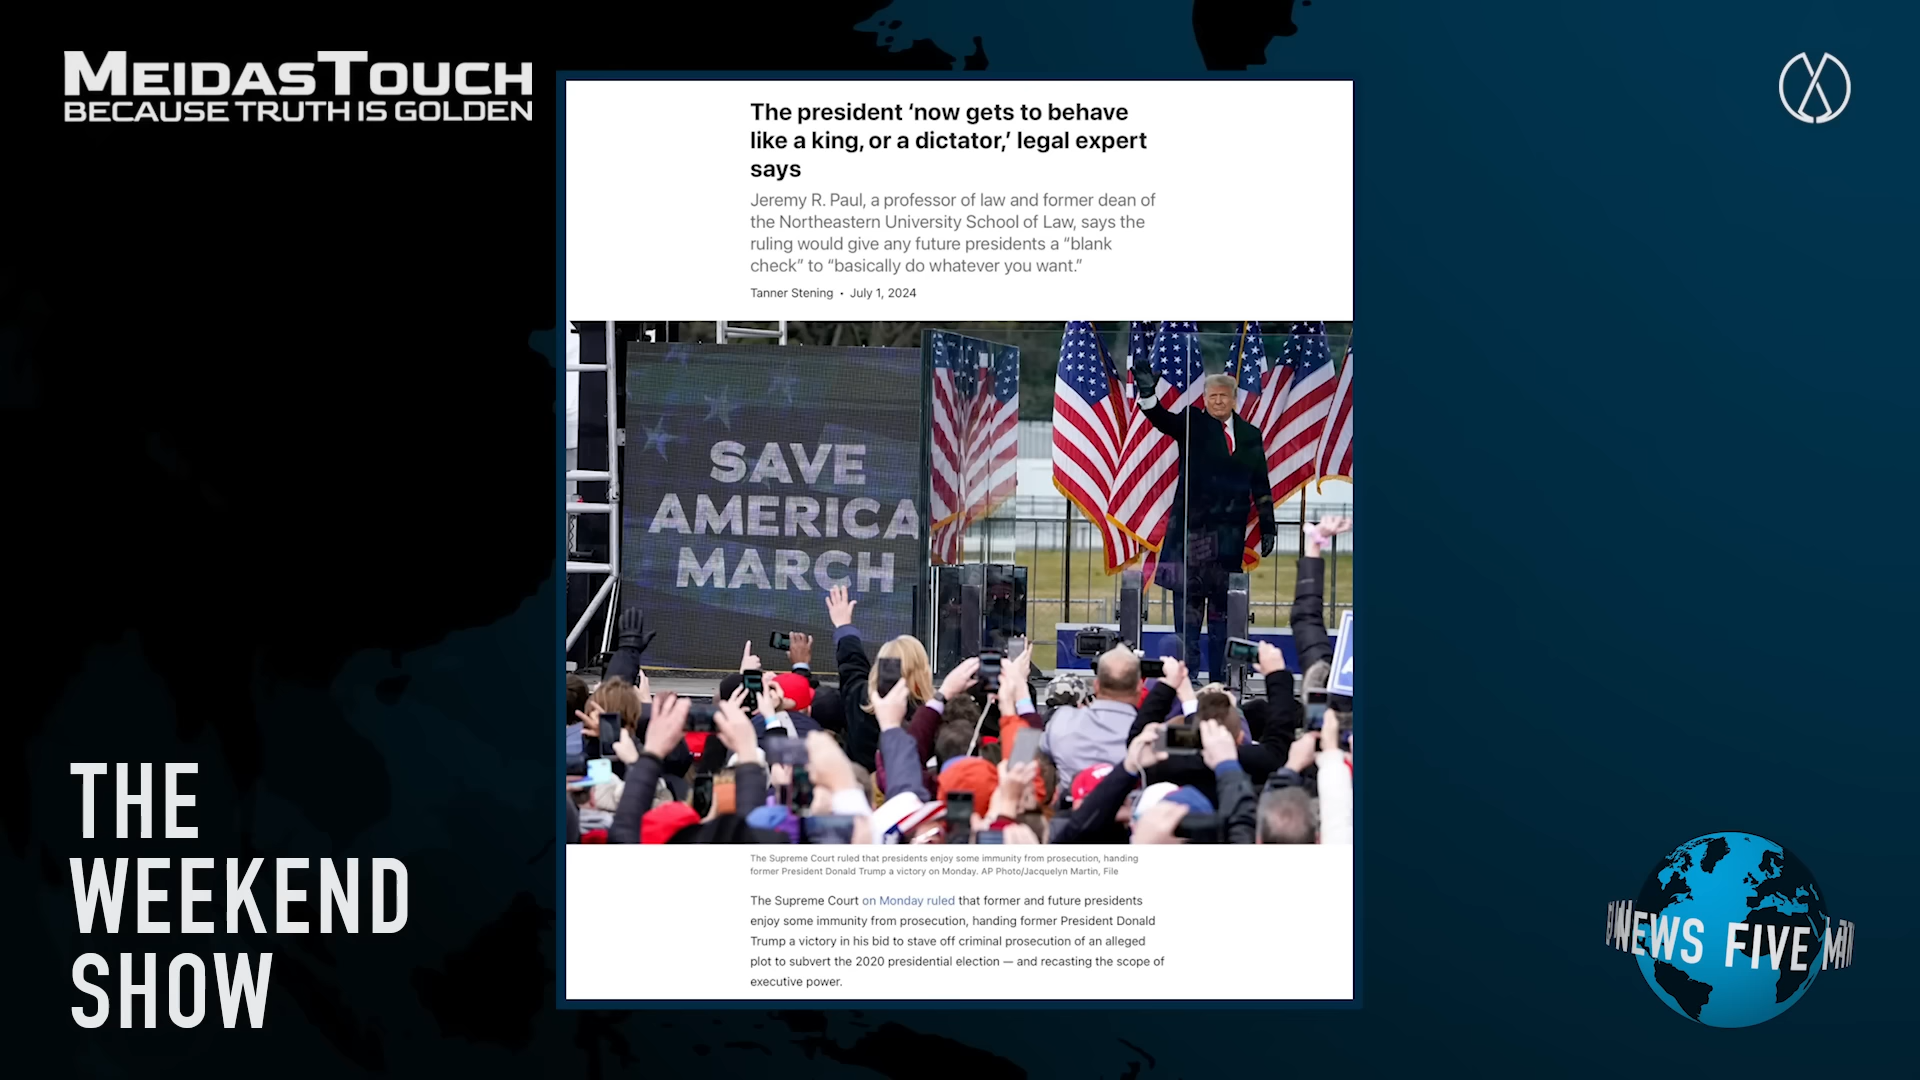 MEIDASTOUCH
BECAUSE TRUTH IS GOLDEN
The president ‘now gets to behave
like a king, or a dictator,’ legal expert
says
Jeremy R. Paul, a professor of law and former dean of
the Northeastern University School of Law, says the
ruling would give any future presidents a “blank
check” to “basically do whatever you want.”
Tanner Stening • July 1, 2024
SAVE
AMERICA
MARCH
The Supreme Court ruled that presidents enjoy some immunity from prosecution, handing
former President Donald Trump a victory on Monday. AP Photo/Jacquelyn Martin, File
The Supreme Court on Monday ruled that former and future presidents
enjoy some immunity from prosecution, handing former President Donald
Trump a victory in his bid to stave off criminal prosecution of an alleged
plot to subvert the 2020 presidential election — and recasting the scope of
executive power.
THE
WEEKEND
SHOW
NEWS FIVE